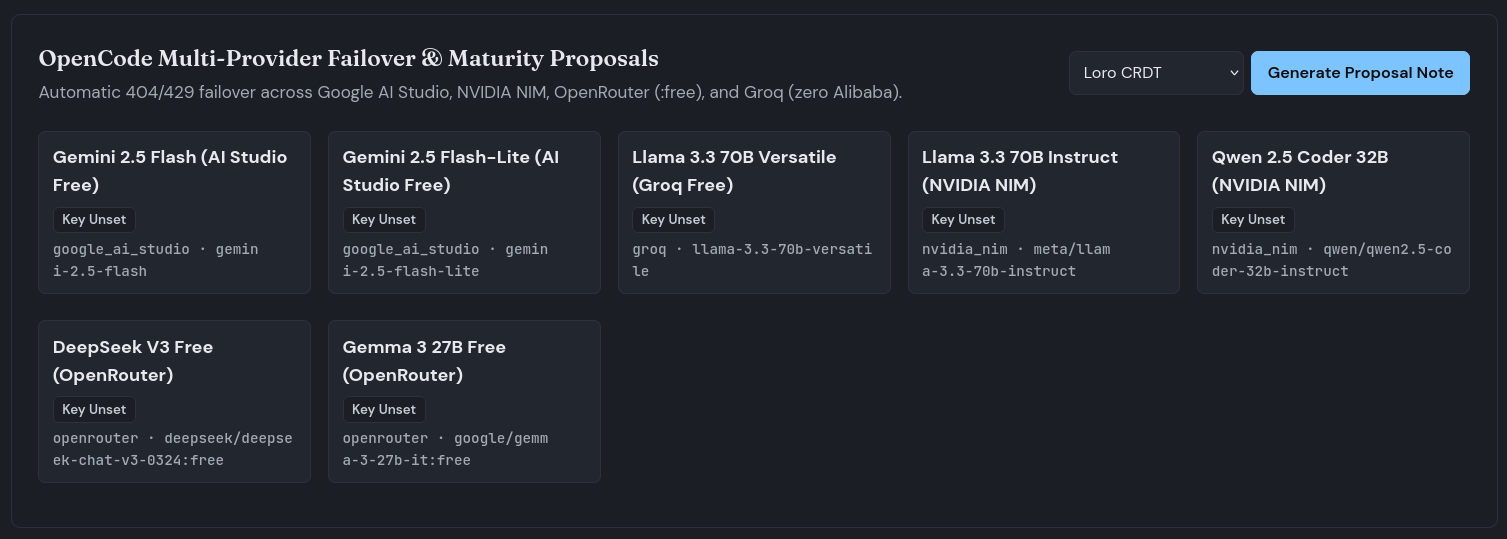 OpenCode Multi-Provider Failover & Maturity Proposals
Automatic 404/429 failover across Google AI Studio, NVIDIA NIM, OpenRouter (:free), and Groq (zero Alibaba).
Loro CRDT
Generate Proposal Note
Gemini 2.5 Flash (AI Studio
Free)
Key Unset
google_ai_studio · gemin
i-2.5-flash
Gemini 2.5 Flash-Lite (AI
Studio Free)
Key Unset
google_ai_studio · gemin
i-2.5-flash-lite
Llama 3.3 70B Versatile
(Groq Free)
Key Unset
groq · llama-3.3-70b-versati
le
Llama 3.3 70B Instruct
(NVIDIA NIM)
Key Unset
nvidia_nim · meta/llam
a-3.3-70b-instruct
Qwen 2.5 Coder 32B
(NVIDIA NIM)
Key Unset
nvidia_nim · qwen/qwen2.5-co
der-32b-instruct
DeepSeek V3 Free
(OpenRouter)
Key Unset
openrouter · deepseek/deepse
ek-chat-v3-0324:free
Gemma 3 27B Free
(OpenRouter)
Key Unset
openrouter · google/gemm
a-3-27b-it:free